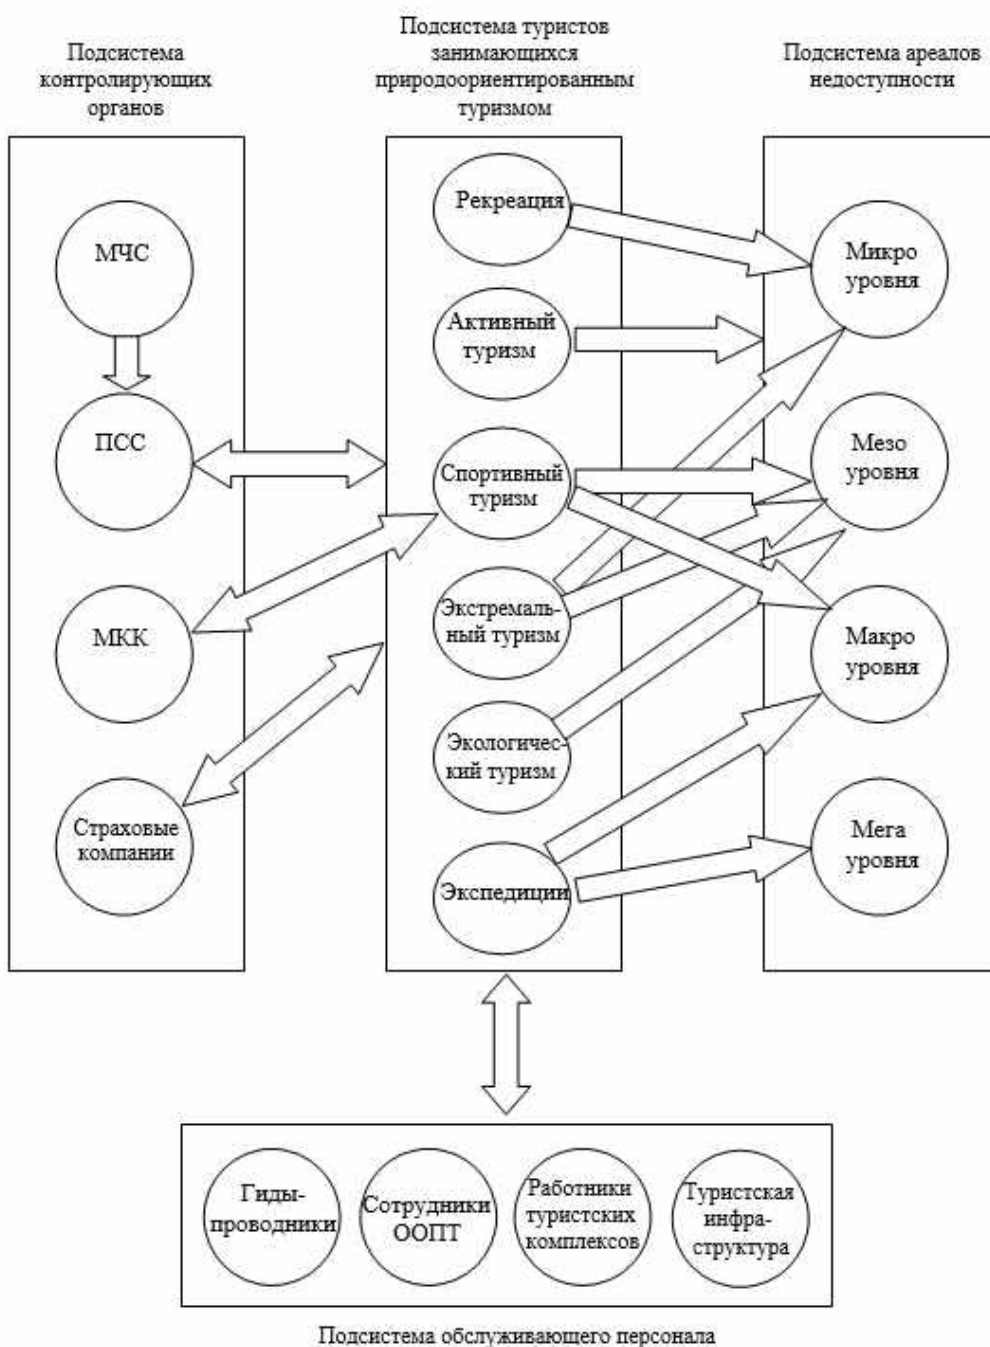 Подсистема
контролирующих
органов
Подсистема туристов
занимающихся
природоориентированным
туризмом
Подсистема ареалов
недоступности
МЧС
ПСС
МКК
Страховые
компании
Рекреация
Активный
туризм
Спортивный
туризм
Экстремаль-
ный туризм
Экологичес-
кий туризм
Экспедиции
Микро
уровня
Мезо
уровня
Макро
уровня
Мега
уровня
Гиды-
проводники
Сотрудники
ООПТ
Работники
туристских
комплексов
Туристская
инфра-
структура
Подсистема обслуживающего персонала